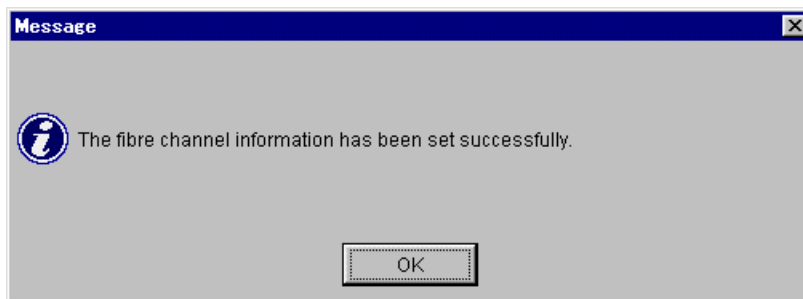 Message
The fibre channel information has been set successfully.
OK